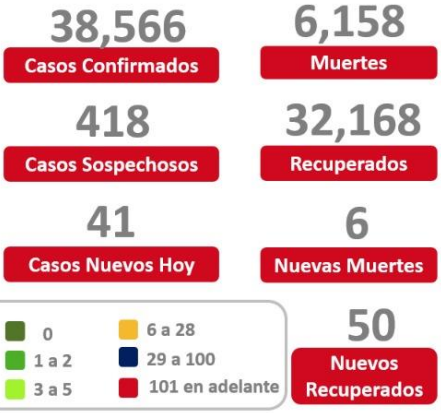 38,566
Casos Confirmados
6,158
Muertes
418
Casos Sospechosos
32,168
Recuperados
41
Casos Nuevos Hoy
6
Nuevas Muertes
0
1 a 2
3 a 5
6 a 28
29 a 100
101 en adelante
50
Nuevos
Recuperados